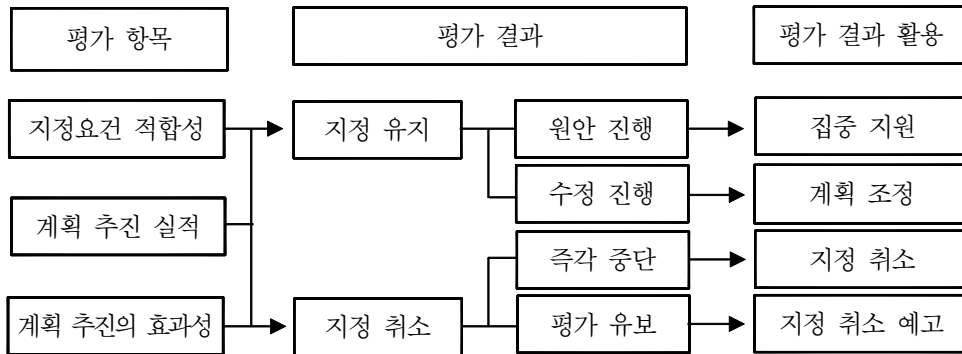 평가 항목
평가 결과
평가 결과 활용
지정요건 적합성
지정 유지
원안 진행
집중 지원
수정 진행
계획 조정
계획 추진 실적
즉각 중단
지정 취소
계획 추진의 효과성
지정 취소
평가 유보
지정 취소 예고